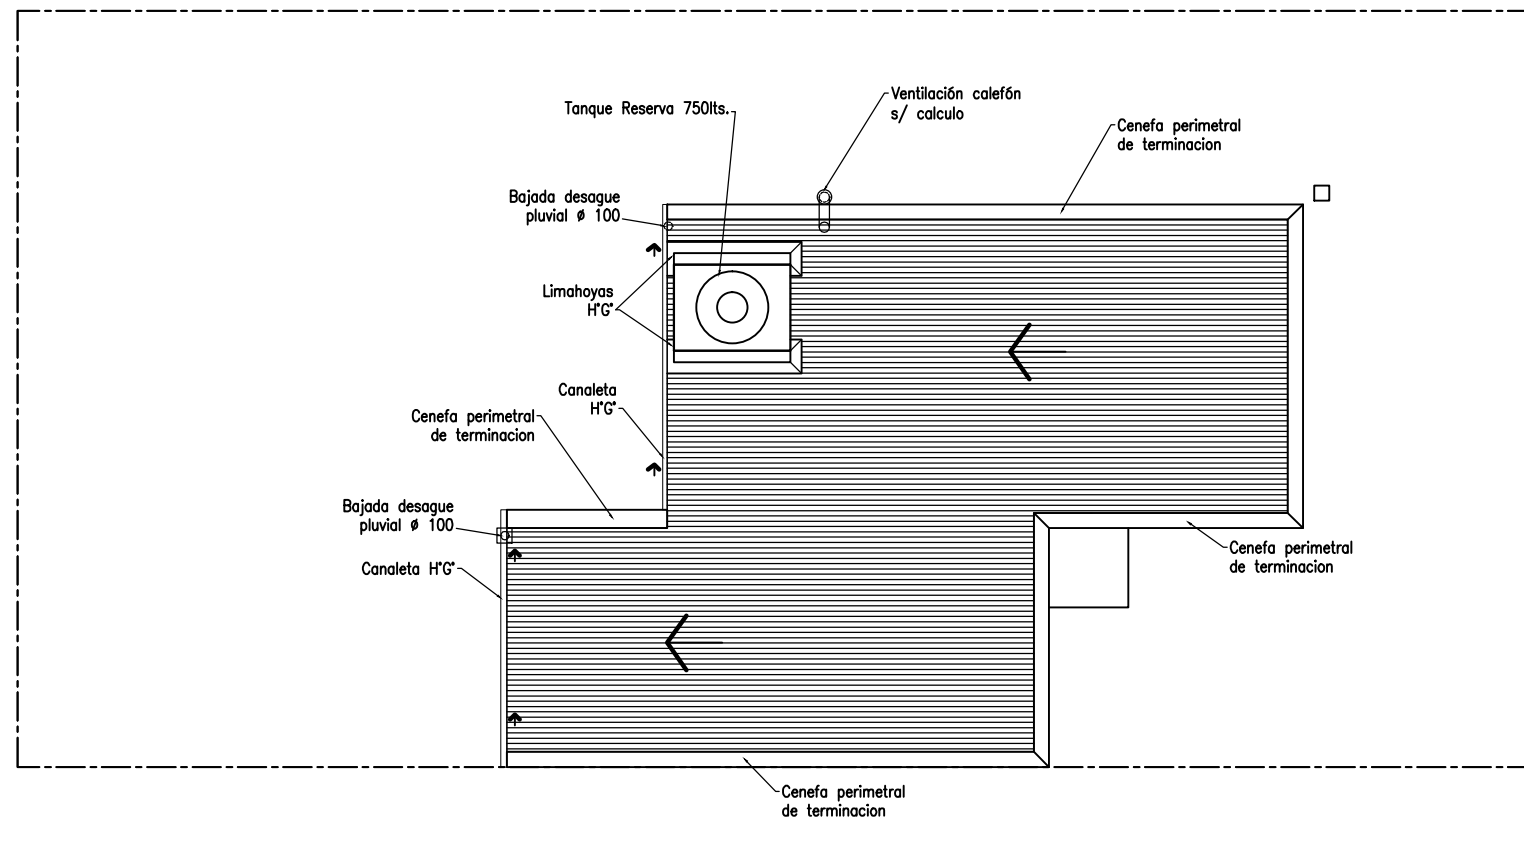 Ventilación calefón
s/ calculo
Tanque Reserva 750lts.
Cenefa perimetral
de terminacion
Bajada desague
pluvial ø 100
Limahoyas
H°G°
Canaleta
H°G°
Cenefa perimetral
de terminacion
Bajada desague
pluvial ø 100
Canaleta H°G°
Cenefa perimetral
de terminacion
Cenefa perimetral
de terminacion